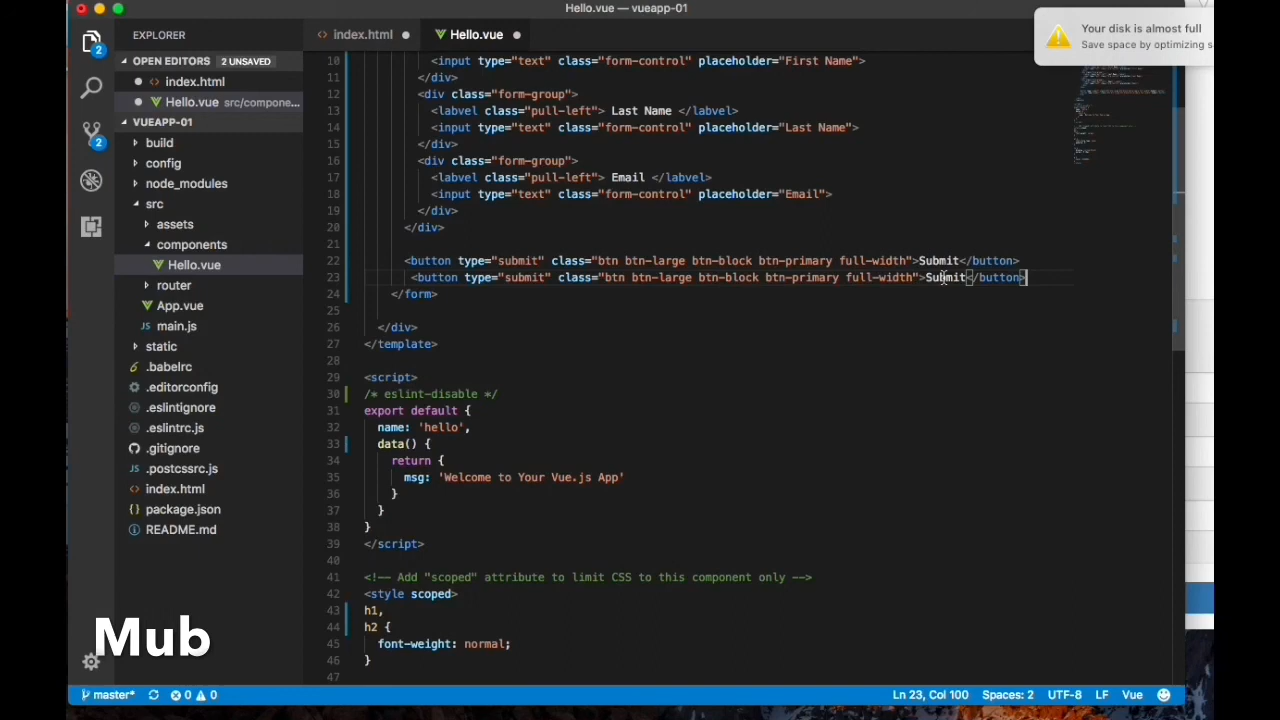 Hello.vue — vueapp-01
Your disk is almost full
Save space by optimizing s
EXPLORER
index.html
Hello.vue
OPEN EDITORS 2 UNSAVED
index.html
Hello.vue src/compone...
VUEAPP-01
build
config
node_modules
src
assets
components
Hello.vue
router
App.vue
main.js
static
.babelrc
.editorconfig
.eslintignore
.eslintrc.js
.gitignore
.postcssrc.js
index.html
package.json
README.md
2
2
10 <input type="text" class="form-control" placeholder="First Name">
11 </div>
12 <div class="form-group">
13 <labvel class="pull-left"> Last Name </labvel>
14 <input type="text" class="form-control" placeholder="Last Name">
15 </div>
16 <div class="form-group">
17 <labvel class="pull-left"> Email </labvel>
18 <input type="text" class="form-control" placeholder="Email">
19 </div>
20 </div>
21
22 <button type="submit" class="btn btn-large btn-block btn-primary full-width">Submit</button>
23 <button type="submit" class="btn btn-large btn-block btn-primary full-width">Submit</button>
24 </form>
25
26 </div>
27 </template>
28
29 <script>
30 /* eslint-disable */
31 export default {
32 name: 'hello',
33 data() {
34 return {
35 msg: 'Welcome to Your Vue.js App'
36 }
37 }
38 }
39 </script>
40
41 <!-- Add "scoped" attribute to limit CSS to this component only -->
42 <style scoped>
43 h1,
44 h2 {
45 font-weight: normal;
46 }
47
Mub
master* 0 0 Ln 23, Col 100 Spaces: 2 UTF-8 LF Vue